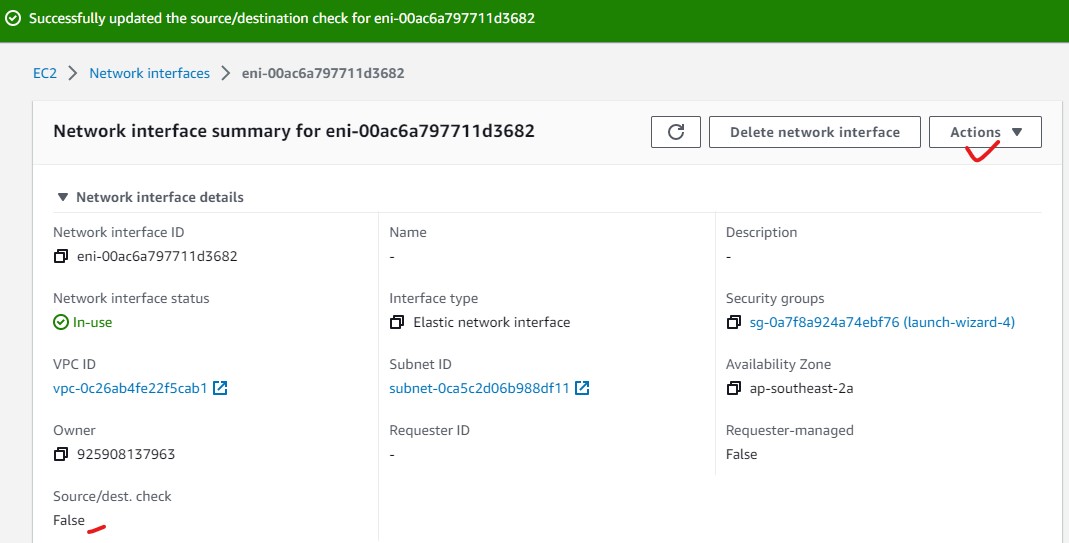 Successfully updated the source/destination check for eni-00ac6a797711d3682
EC2 > Network interfaces > eni-00ac6a797711d3682
Network interface summary for eni-00ac6a797711d3682
Delete network interface
Actions ▼
▼ Network interface details
Network interface ID
eni-00ac6a797711d3682
Name
-
Description
-
Network interface status
In-use
Interface type
Elastic network interface
Security groups
sg-0a7f8a924a74ebf76 (launch-wizard-4)
VPC ID
vpc-0c26ab4fe22f5cab1
Subnet ID
subnet-0ca5c2d06b988df11
Availability Zone
ap-southeast-2a
Owner
925908137963
Requester ID
-
Requester-managed
False
Source/dest. check
False